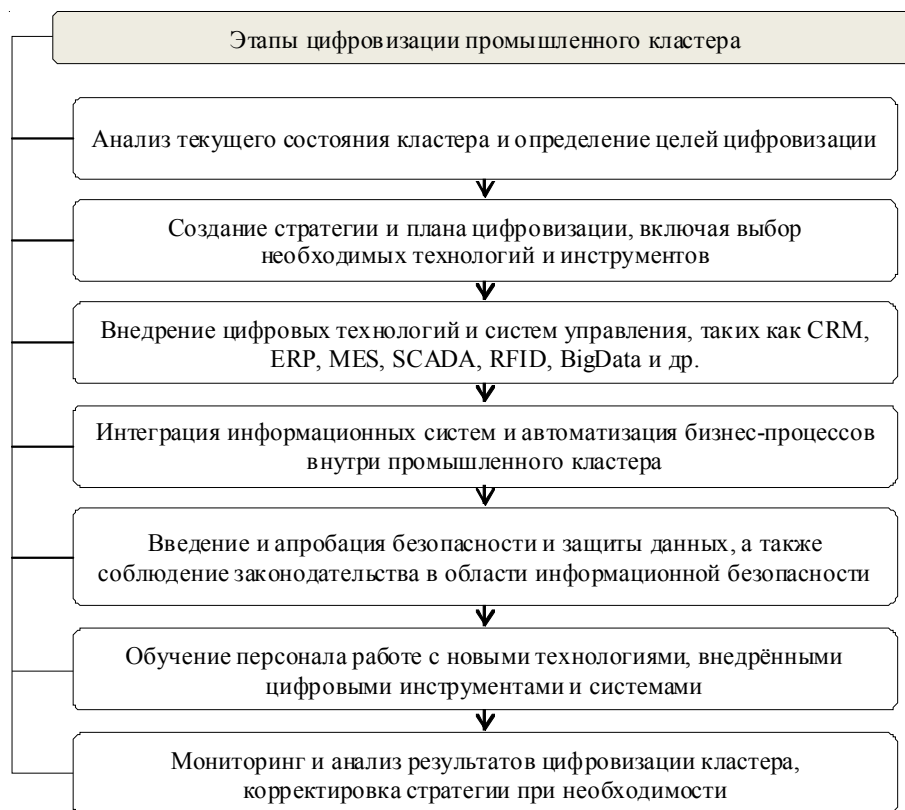 Этапы цифровизации промышленного кластера
Анализ текущего состояния кластера и определение целей цифровизации
Создание стратегии и плана цифровизации, включая выбор
необходимых технологий и инструментов
Внедрение цифровых технологий и систем управления, таких как CRM,
ERP, MES, SCADA, RFID, BigData и др.
Интеграция информационных систем и автоматизация бизнес-процессов
внутри промышленного кластера
Введение и апробация безопасности и защиты данных, а также
соблюдение законодательства в области информационной безопасности
Обучение персонала работе с новыми технологиями, внедрёнными
цифровыми инструментами и системами
Мониторинг и анализ результатов цифровизации кластера,
корректировка стратегии при необходимости